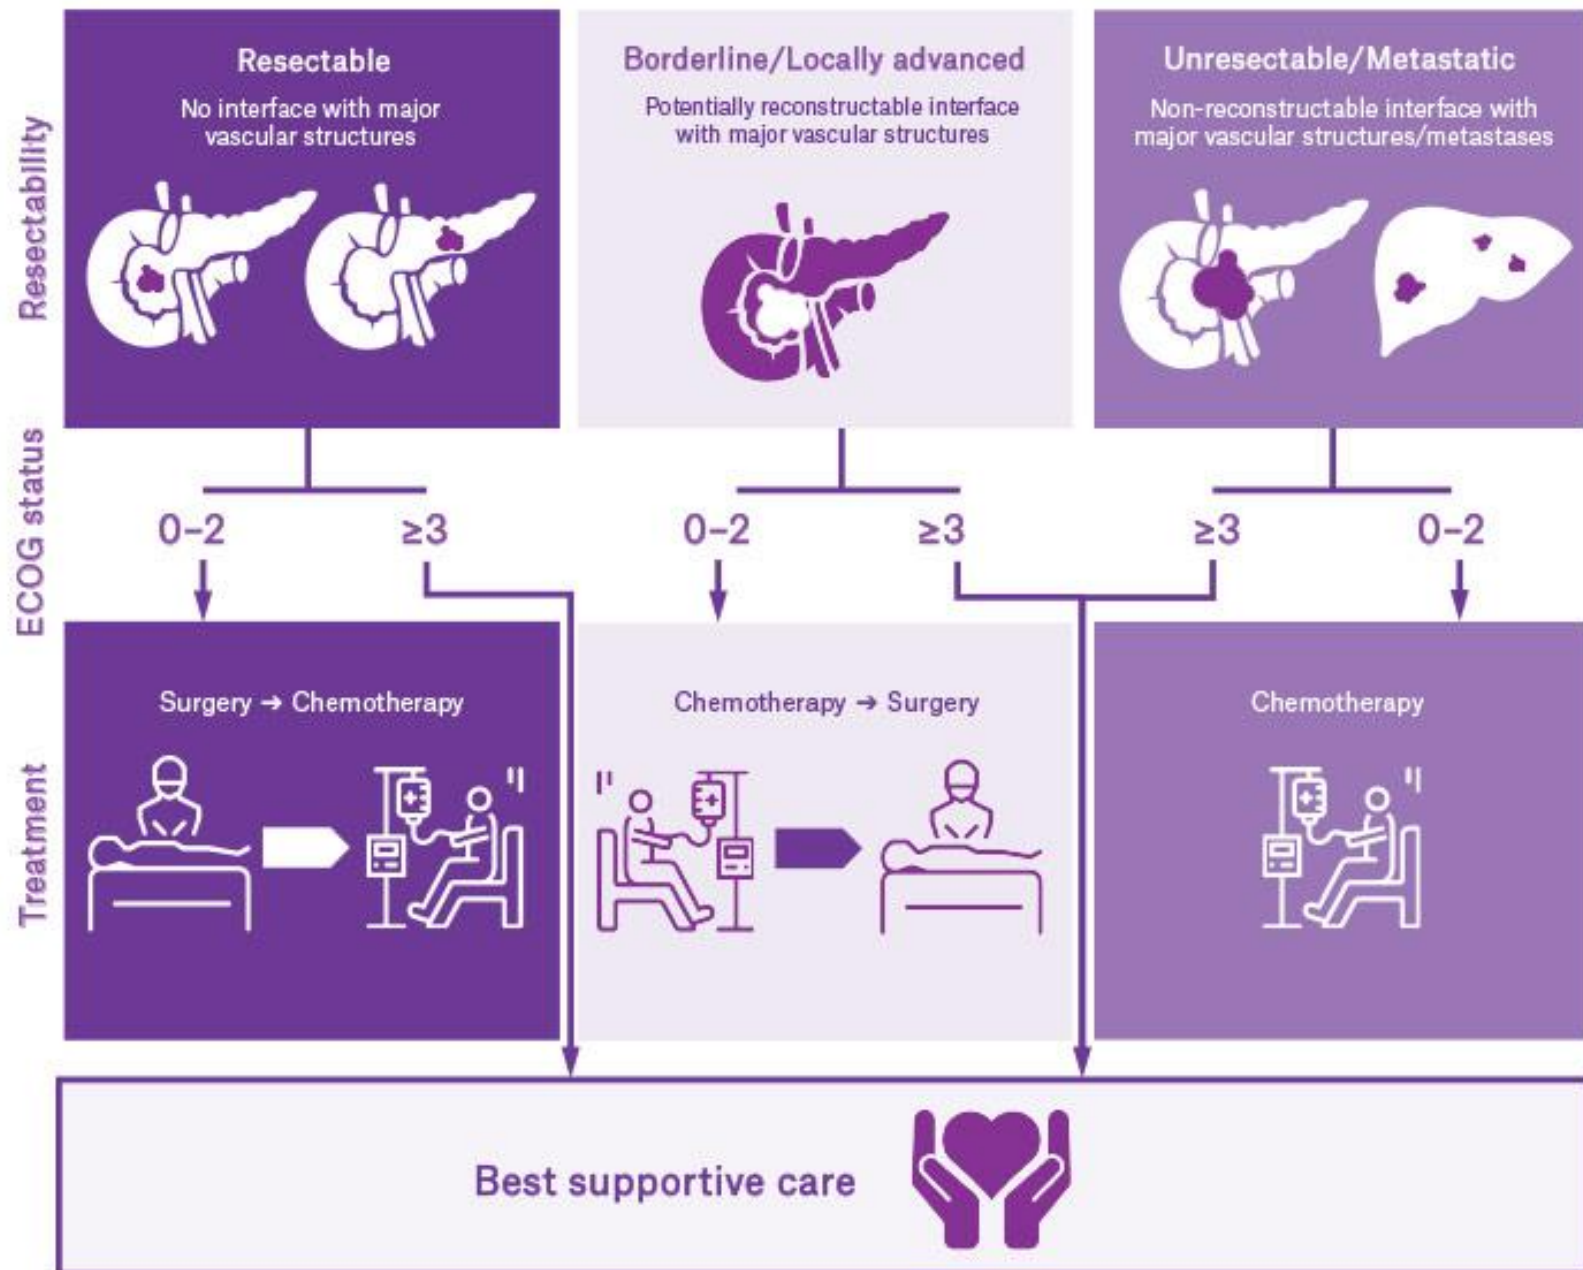 Resectability
Resectable
No interface with major
vascular structures
Borderline/Locally advanced
Potentially reconstructable interface
with major vascular structures
Unresectable/Metastatic
Non-reconstructable interface with
major vascular structures/metastases
ECOG status
0–2
≥3
0–2
≥3
≥3
0–2
Treatment
Surgery → Chemotherapy
Chemotherapy → Surgery
Chemotherapy
Best supportive care